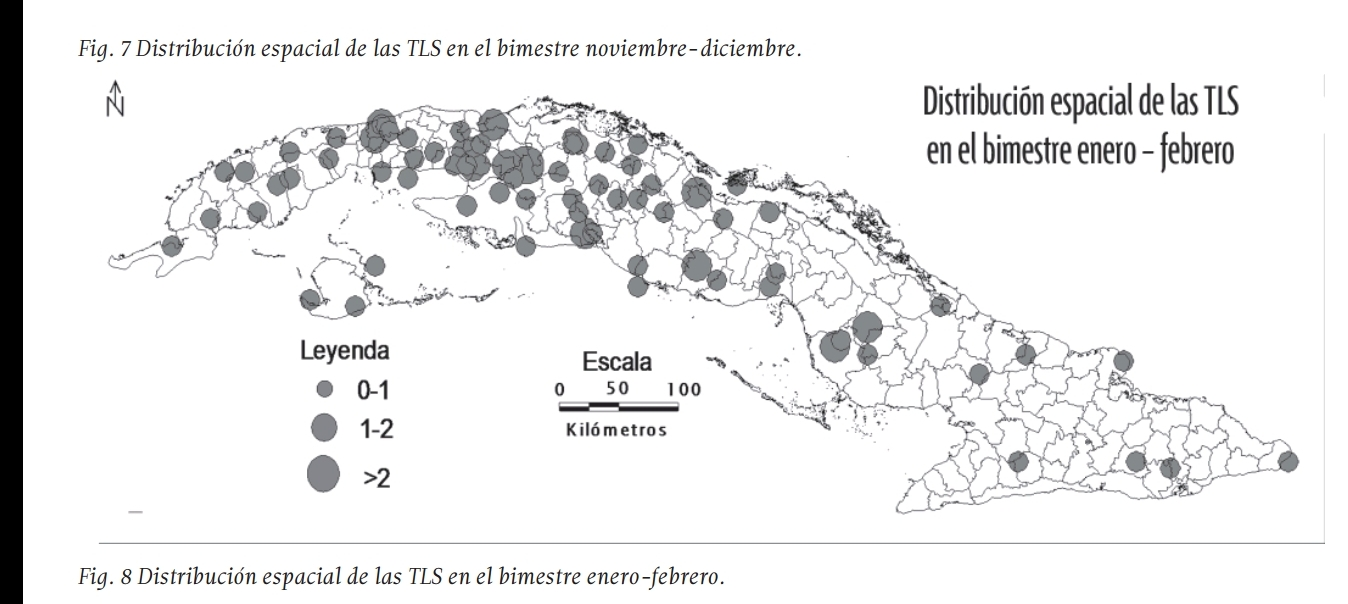 Fig. 7 Distribución espacial de las TLS en el bimestre noviembre-diciembre.
N
Distribución espacial de las TLS
en el bimestre enero – febrero
Leyenda
0-1
1-2
>2
Escala
0 50 100
Kilómetros
Fig. 8 Distribución espacial de las TLS en el bimestre enero-febrero.